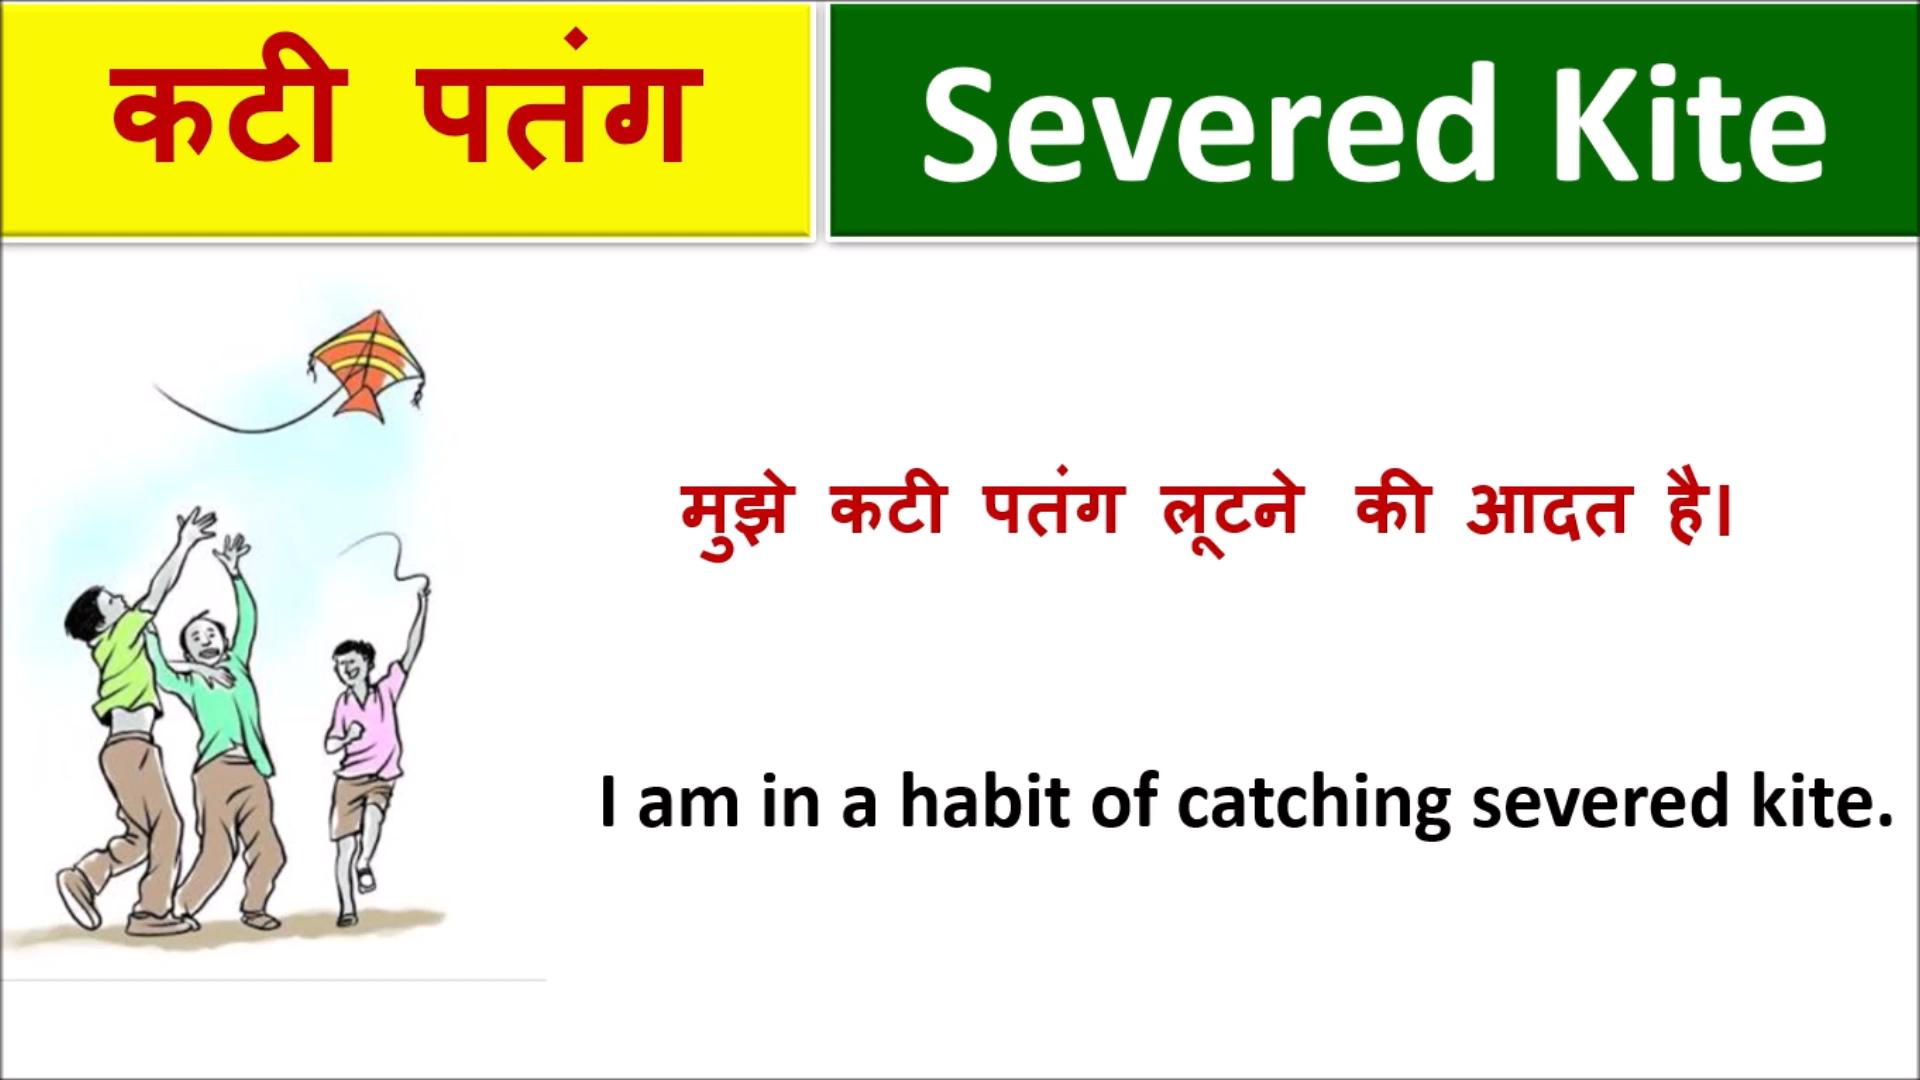 कटी पतंग
Severed Kite
मुझे कटी पतंग लूटने की आदत है।
I am in a habit of catching severed kite.